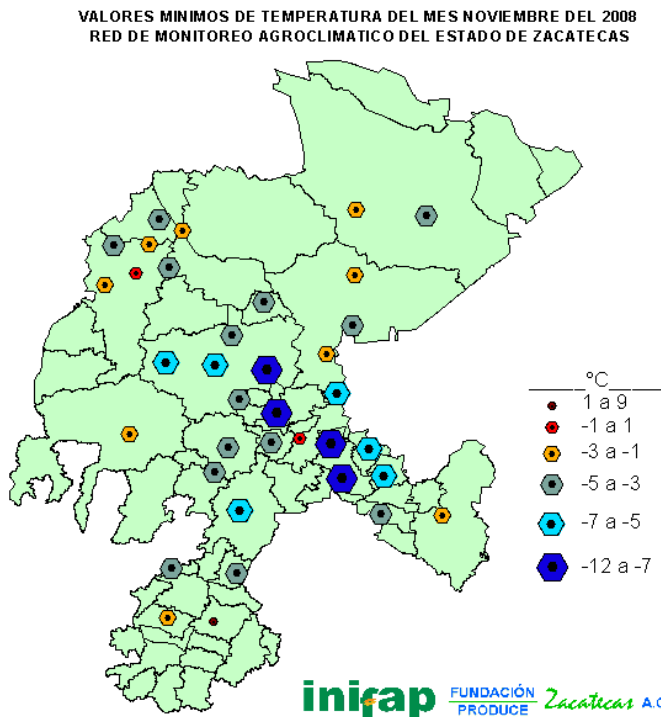 VALORES MINIMOS DE TEMPERATURA DEL MES NOVIEMBRE DEL 2008
RED DE MONITOREO AGROCLIMATICO DEL ESTADO DE ZACATECAS
°C
1 a 9
-1 a 1
-3 a -1
-5 a -3
-7 a -5
-12 a -7
inifap
FUNDACIÓN
PRODUCE
Zacatecas A.C